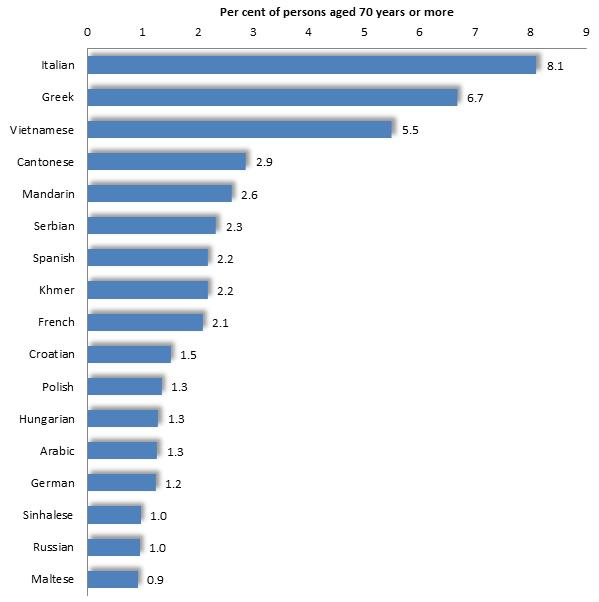 Per cent of persons aged 70 years or more
0 1 2 3 4 5 6 7 8 9
Italian 8.1
Greek 6.7
Vietnamese 5.5
Cantonese 2.9
Mandarin 2.6
Serbian 2.3
Spanish 2.2
Khmer 2.2
French 2.1
Croatian 1.5
Polish 1.3
Hungarian 1.3
Arabic 1.3
German 1.2
Sinhalese 1.0
Russian 1.0
Maltese 0.9